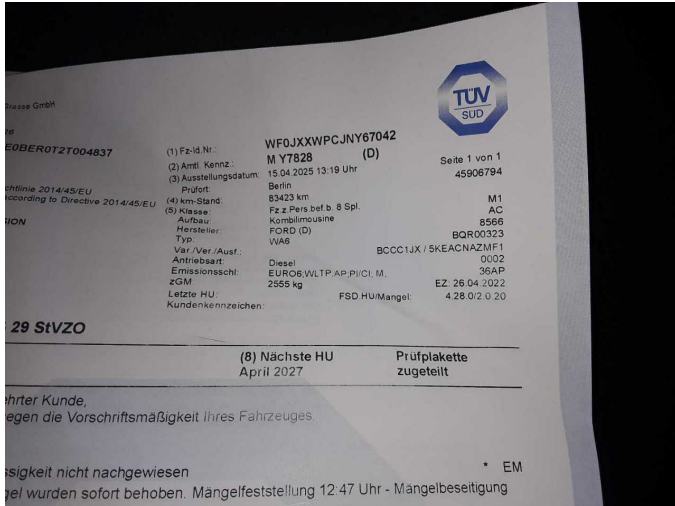 Grosse GmbH
TÜV
SÜD
E0BER0T2T004837
(1) Fz-Id.Nr.: WF0JXXWPCJNY67042
(2) Amtl. Kennz.: M Y7828 (D) Seite 1 von 1
(3) Ausstellungsdatum: 15.04.2025 13:19 Uhr 45906794
Prüfort: Berlin
chtlinie 2014/45/EU (4) km-Stand: 83423 km M1
according to Directive 2014/45/EU (5) Klasse: Fz.z.Pers.bef.b. 8 Spl. AC
Aufbau: Kombilimousine 8566
SION Hersteller: FORD (D) BQR00323
Typ: WA6
Var./Ver./Ausf.: BCCC1JX / 5KEACNAZMF1
Antriebsart: Diesel 0002
Emissionsschl: EURO6;WLTP;AP;PI/CI; M, 36AP
zGM 2555 kg EZ: 26.04.2022
Letzte HU: FSD.HU/Mangel: 4.28.0/2.0.20
Kundenkennzeichen:
29 StVZO
(8) Nächste HU Prüfplakette
April 2027 zugeteilt
ehrter Kunde,
egen die Vorschriftsmäßigkeit Ihres Fahrzeuges.
ssigkeit nicht nachgewiesen * EM
gel wurden sofort behoben. Mängelfeststellung 12:47 Uhr - Mängelbeseitigung